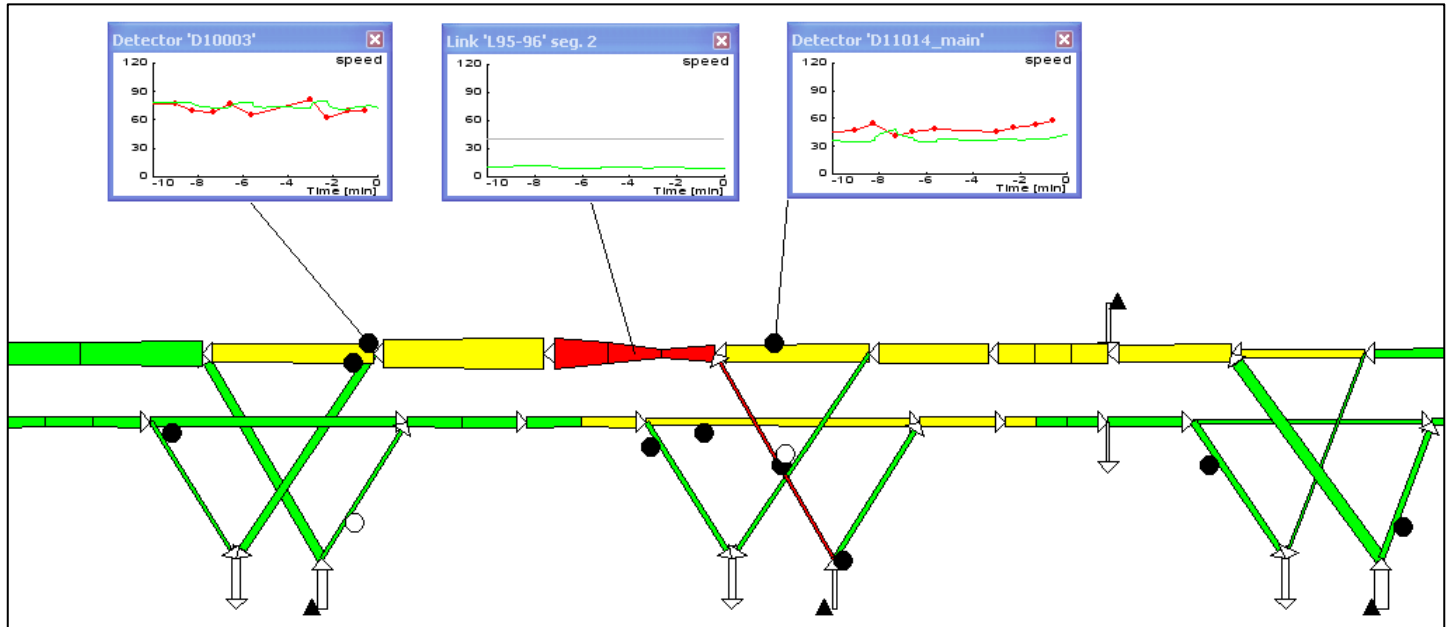 Detector 'D10003'
speed
120
90
60
30
0
-10 -8 -6 -4 -2 0
Time [min]
Link 'L95-96' seg. 2
speed
120
90
60
30
0
-10 -8 -6 -4 -2 0
Time [min]
Detector 'D11014_main'
speed
120
90
60
30
0
-10 -8 -6 -4 -2 0
Time [min]